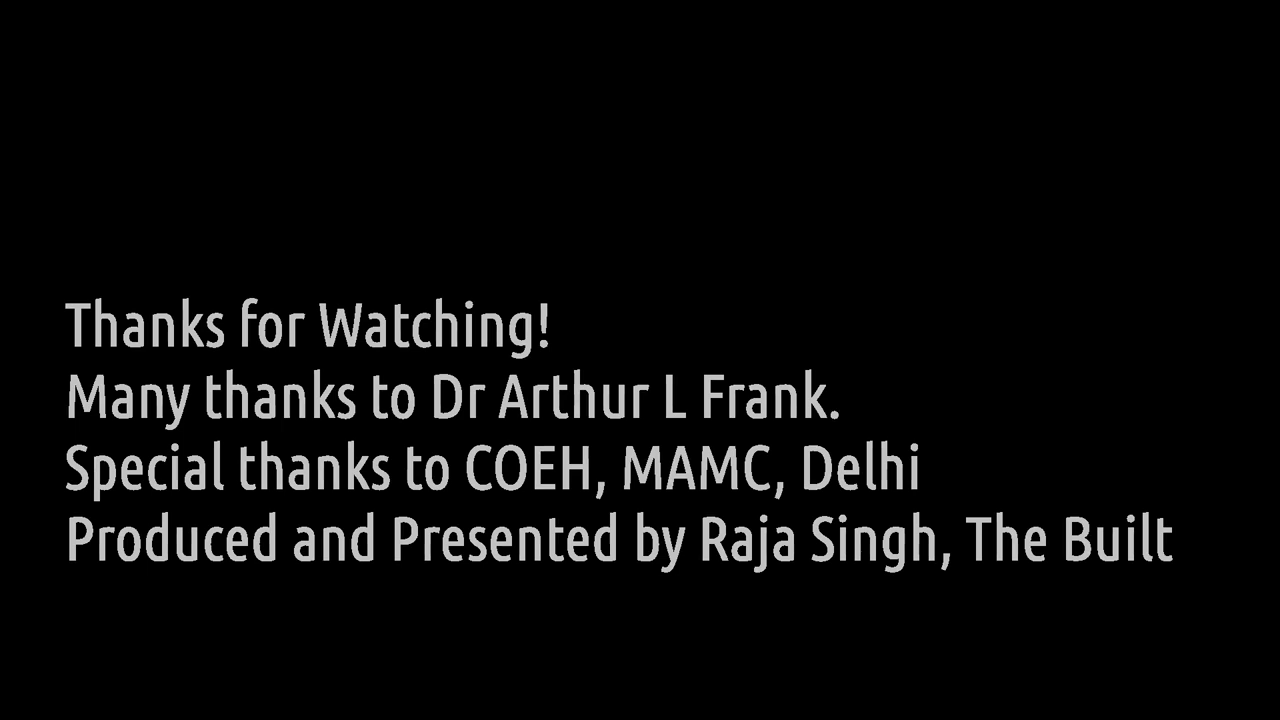 Thanks for Watching!
Many thanks to Dr Arthur L Frank.
Special thanks to COEH, MAMC, Delhi
Produced and Presented by Raja Singh, The Built